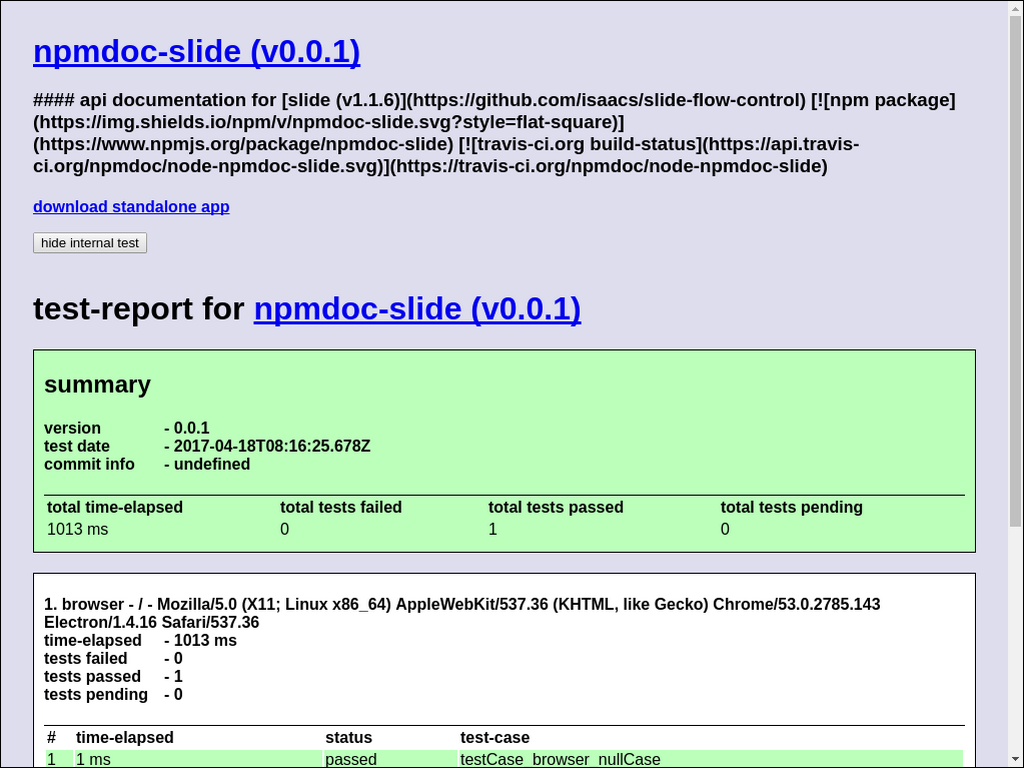 npmdoc-slide (v0.0.1)
#### api documentation for [slide (v1.1.6)](https://github.com/isaacs/slide-flow-control) [![npm package]
(https://img.shields.io/npm/v/npmdoc-slide.svg?style=flat-square)]
(https://www.npmjs.org/package/npmdoc-slide) [![travis-ci.org build-status](https://api.travis-
ci.org/npmdoc/node-npmdoc-slide.svg)](https://travis-ci.org/npmdoc/node-npmdoc-slide)
download standalone app
hide internal test
test-report for npmdoc-slide (v0.0.1)
summary
version - 0.0.1
test date - 2017-04-18T08:16:25.678Z
commit info - undefined
total time-elapsed total tests failed total tests passed total tests pending
1013 ms 0 1 0
1. browser - / - Mozilla/5.0 (X11; Linux x86_64) AppleWebKit/537.36 (KHTML, like Gecko) Chrome/53.0.2785.143
Electron/1.4.16 Safari/537.36
time-elapsed - 1013 ms
tests failed - 0
tests passed - 1
tests pending - 0
# time-elapsed status test-case
1 1 ms passed testCase_browser_nullCase